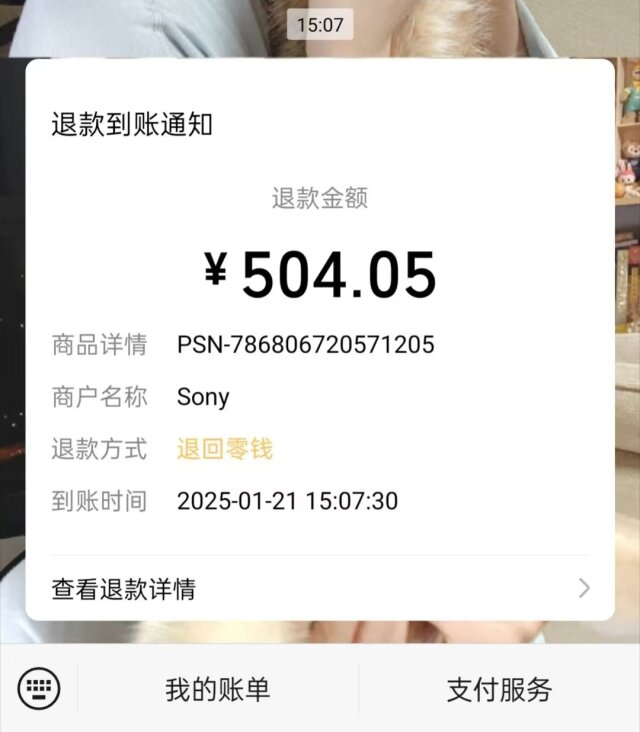 15:07
退款到账通知
退款金额
¥504.05
商品详情 PSN-786806720571205
商户名称 Sony
退款方式 退回零钱
到账时间 2025-01-21 15:07:30
查看退款详情
我的账单 支付服务